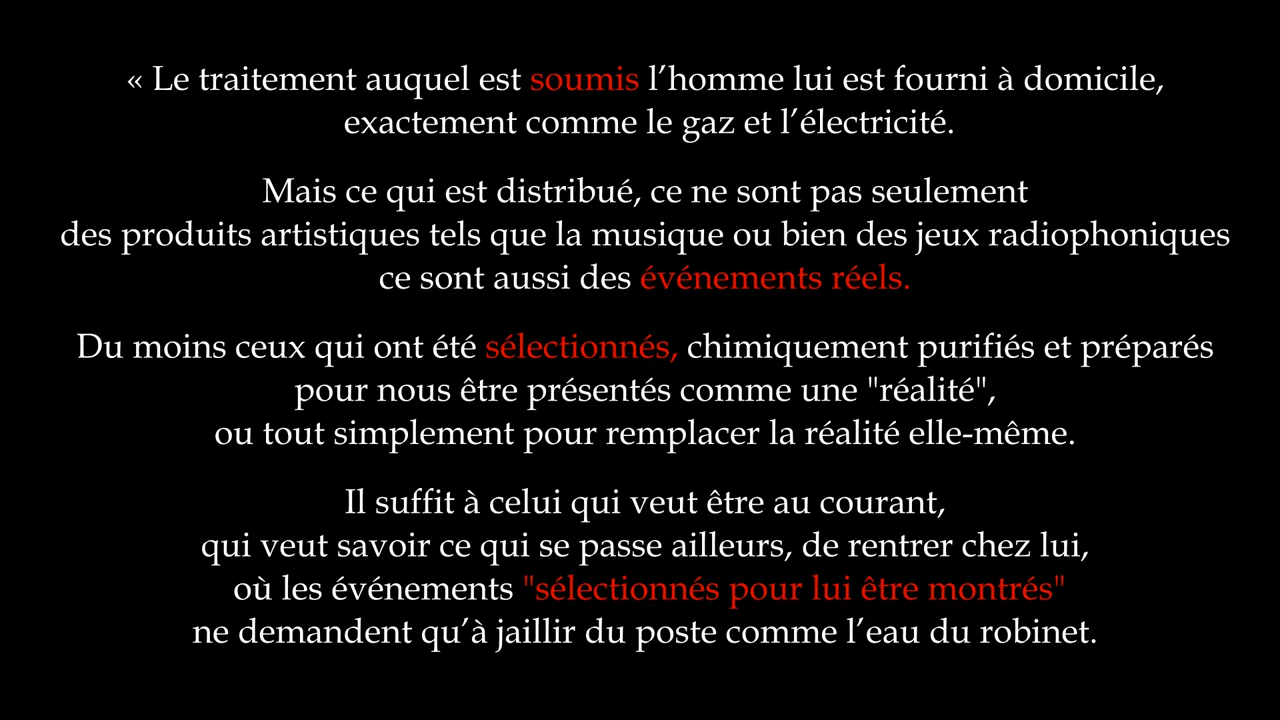 « Le traitement auquel est soumis l’homme lui est fourni à domicile,
exactement comme le gaz et l’électricité.
Mais ce qui est distribué, ce ne sont pas seulement
des produits artistiques tels que la musique ou bien des jeux radiophoniques
ce sont aussi des événements réels.
Du moins ceux qui ont été sélectionnés, chimiquement purifiés et préparés
pour nous être présentés comme une "réalité",
ou tout simplement pour remplacer la réalité elle-même.
Il suffit à celui qui veut être au courant,
qui veut savoir ce qui se passe ailleurs, de rentrer chez lui,
où les événements "sélectionnés pour lui être montrés"
ne demandent qu’à jaillir du poste comme l’eau du robinet.